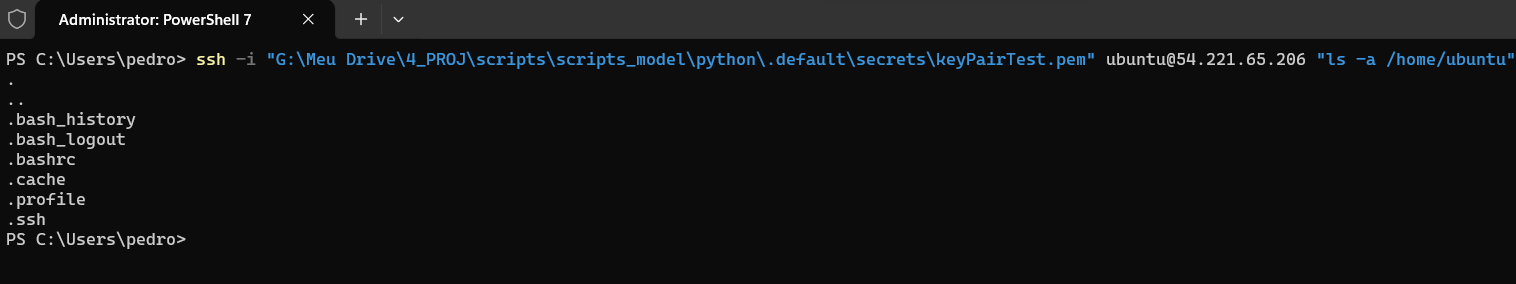 Administrator: PowerShell 7
PS C:\Users\pedro> ssh -i "G:\Meu Drive\4_PROJ\scripts\scripts_model\python\.default\secrets\keyPairTest.pem" ubuntu@54.221.65.206 "ls -a /home/ubuntu"
.
..
.bash_history
.bash_logout
.bashrc
.cache
.profile
.ssh
PS C:\Users\pedro>